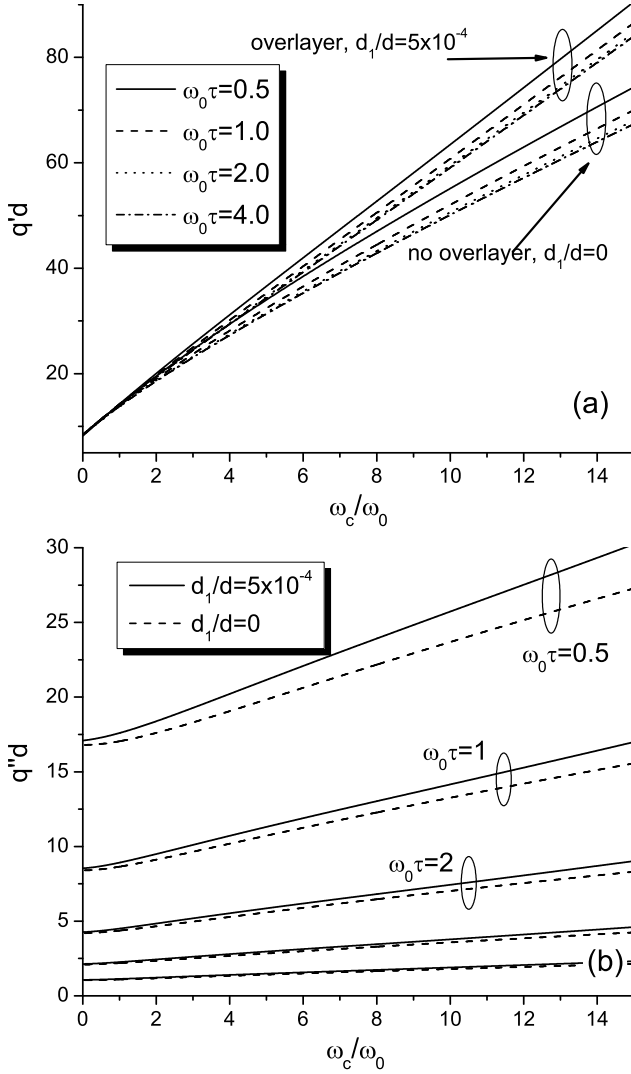 overlayer, d₁/d=5x10⁻⁴
ω₀τ=0.5
ω₀τ=1.0
ω₀τ=2.0
ω₀τ=4.0
no overlayer, d₁/d=0
(a)
q'd
80
60
40
20
0 2 4 6 8 10 12 14
ω_c/ω₀
d₁/d=5x10⁻⁴
d₁/d=0
ω₀τ=0.5
ω₀τ=1
ω₀τ=2
(b)
q''d
30
25
20
15
10
5
0
0 2 4 6 8 10 12 14
ω_c/ω₀